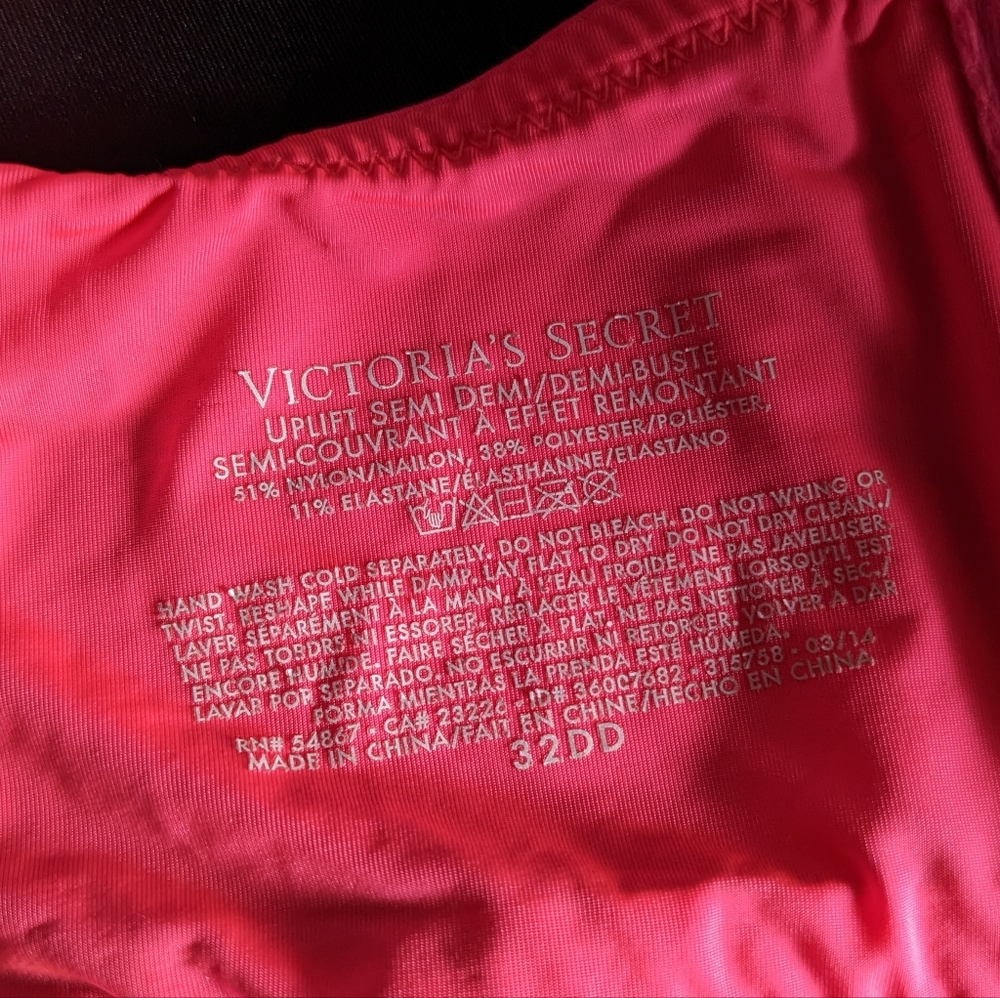 VICTORIA'S SECRET
UPLIFT SEMI DEMI/DEMI-BUSTE
SEMI-COUVRANT À EFFET REMONTANT
51% NYLON/NAILON, 38% POLYESTER/POLIÉSTER,
11% ELASTANE/ÉLASTHANNE/ELASTANO
HAND WASH COLD SEPARATELY. DO NOT BLEACH. DO NOT WRING OR
TWIST. RESHAPE WHILE DAMP. LAY FLAT TO DRY. DO NOT DRY CLEAN./
LAVER SÉPARÉMENT À LA MAIN, À L'EAU FROIDE. NE PAS JAVELLISER.
NE PAS TORDRE NI ESSORER. REPLACER LE VÊTEMENT LORSQU'IL EST
ENCORE HUMIDE. FAIRE SÉCHER À PLAT. NE PAS NETTOYER À SEC./
LAVAR POR SEPARADO. NO ESCURRIR NI RETORCER. VOLVER A DAR
FORMA MIENTRAS LA PRENDA ESTÉ HÚMEDA.
RN# 54867 · CA# 23226 · ID# 36007682 · 315758 · 03/14
MADE IN CHINA/FAIT EN CHINE/HECHO EN CHINA
32DD